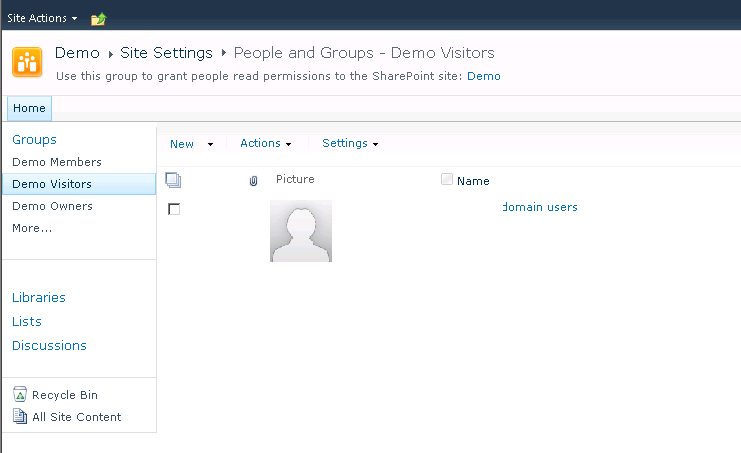 Site Actions
Demo Site Settings People and Groups - Demo Visitors
Use this group to grant people read permissions to the SharePoint site: Demo
Home
Groups
Demo Members
Demo Visitors
Demo Owners
More...
Libraries
Lists
Discussions
Recycle Bin
All Site Content
New Actions Settings
Picture Name
domain users